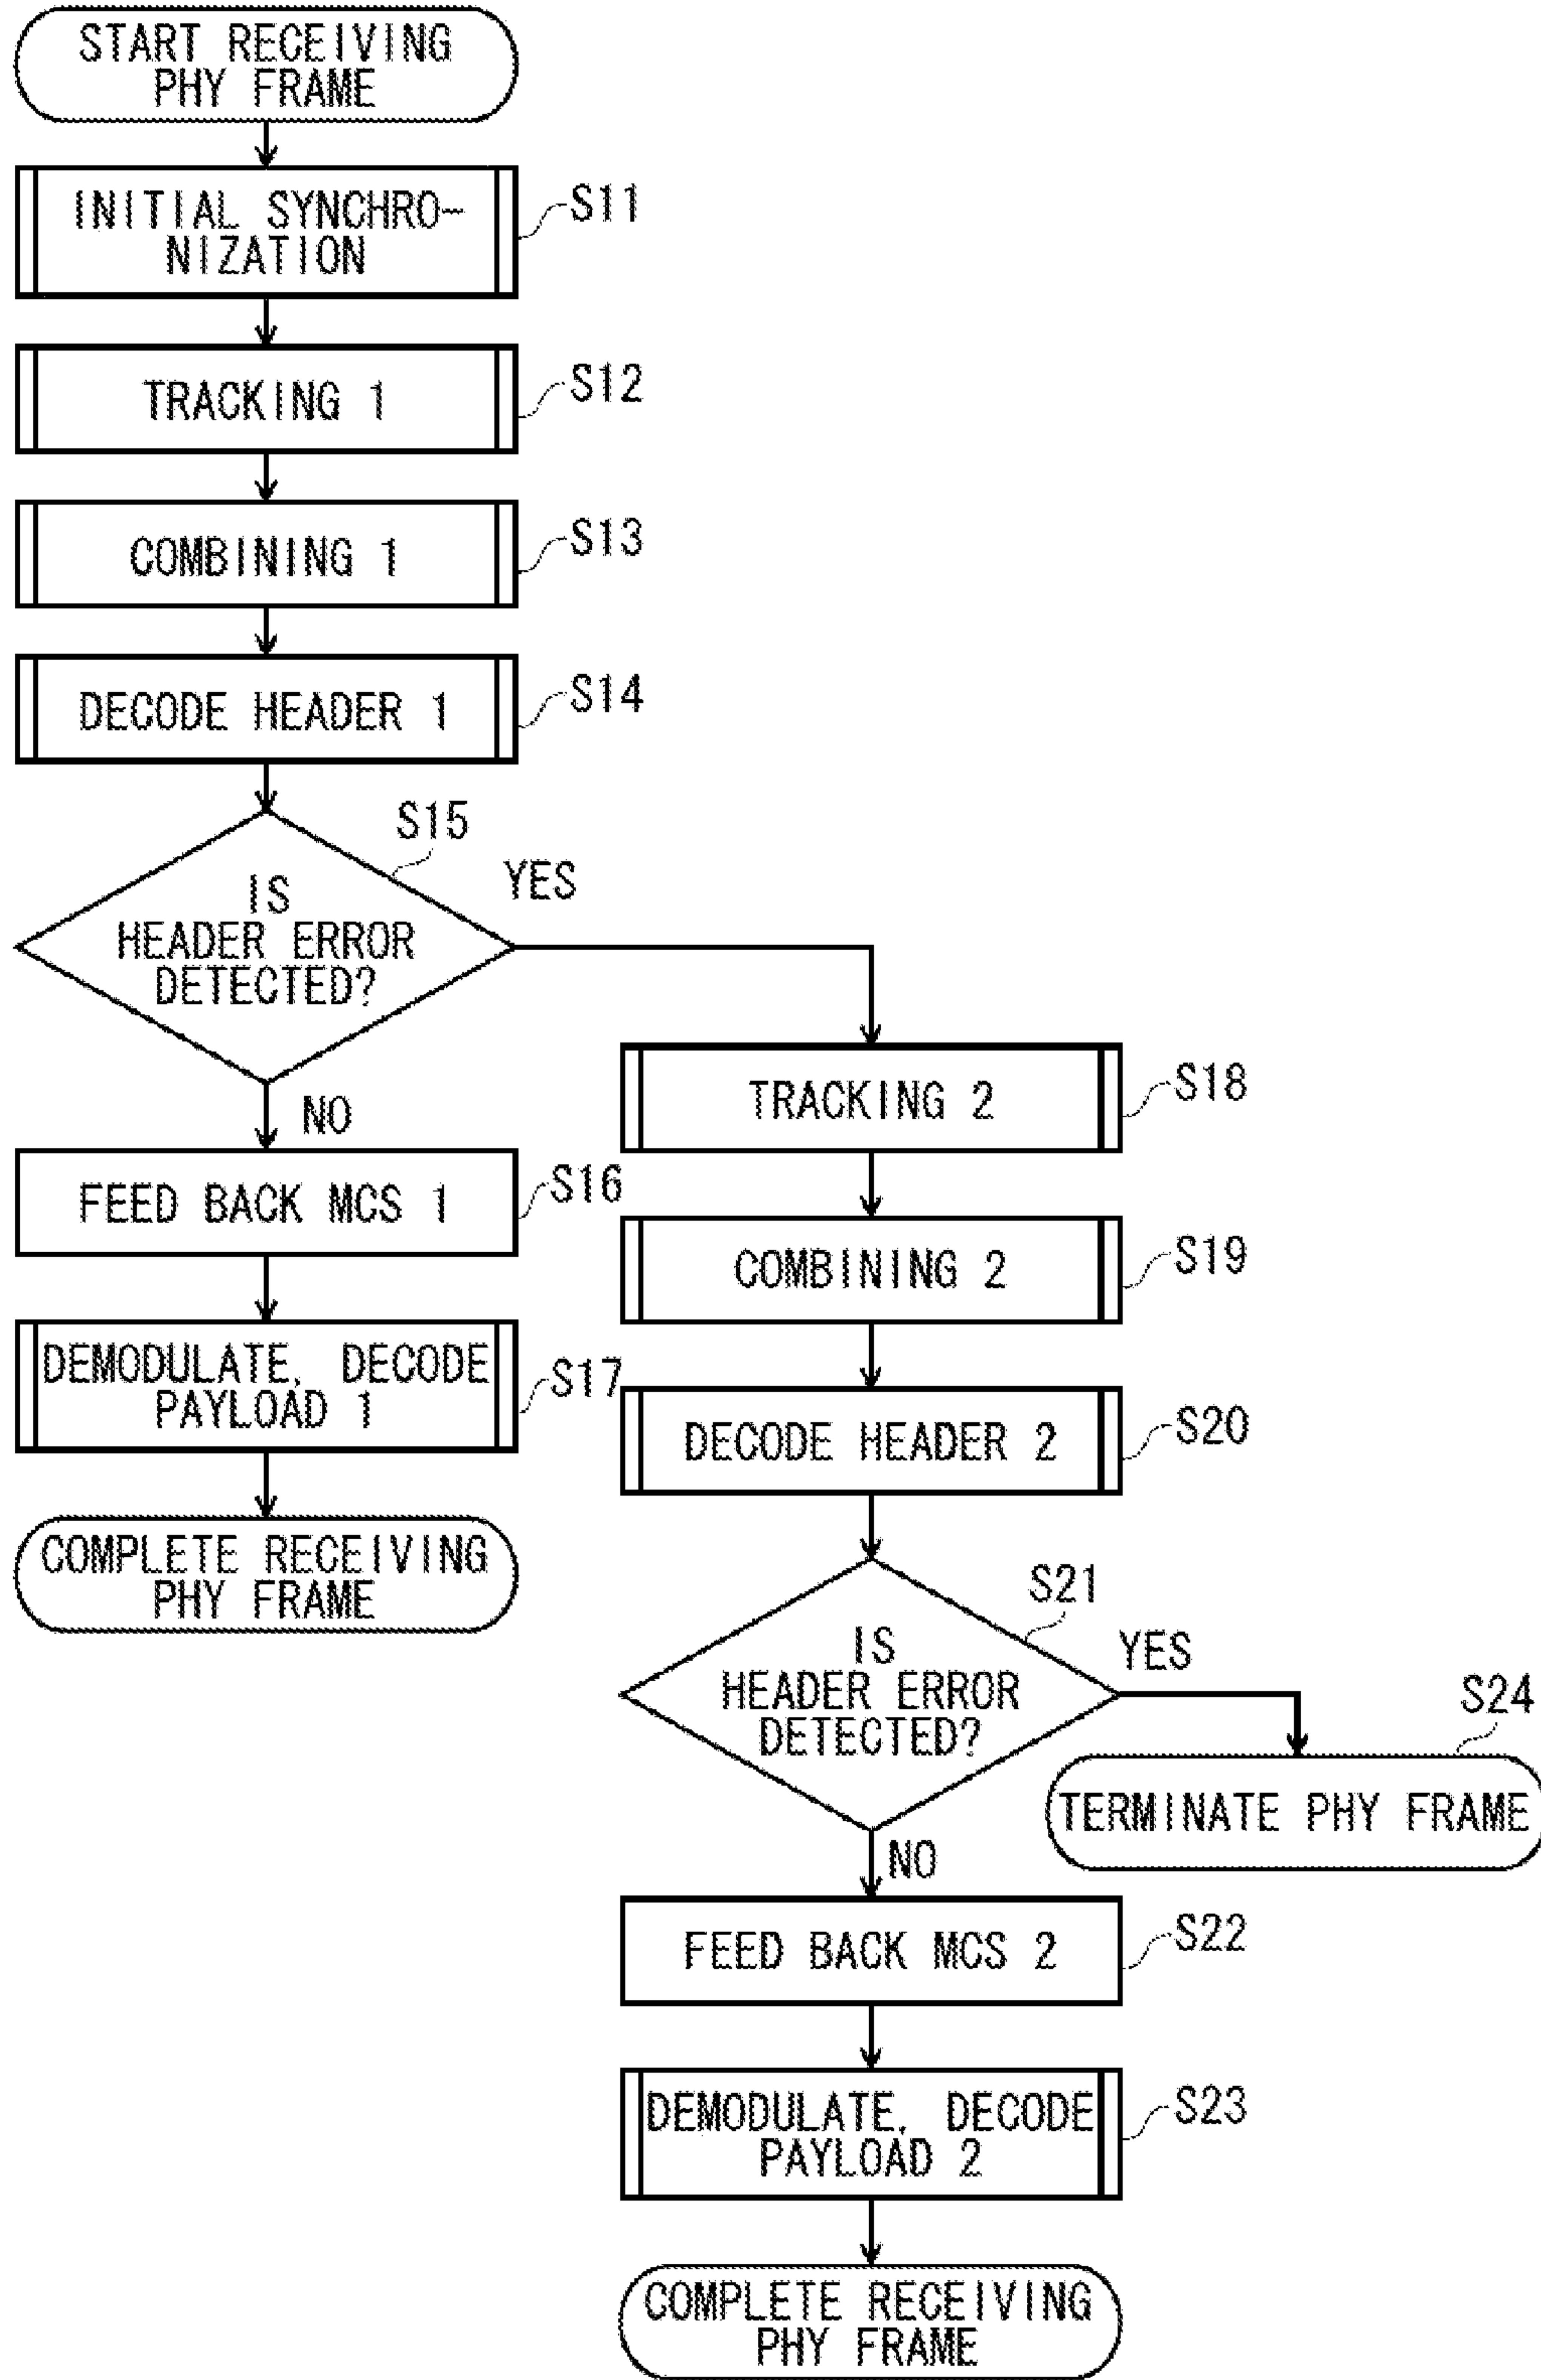 START RECEIVING
PHY FRAME
INITIAL SYNCHRO-
NIZATION
S11
TRACKING 1
S12
COMBINING 1
S13
DECODE HEADER 1
S14
S15
IS
HEADER ERROR
DETECTED?
YES
NO
FEED BACK MCS 1
S16
DEMODULATE, DECODE
PAYLOAD 1
S17
COMPLETE RECEIVING
PHY FRAME
TRACKING 2
S18
COMBINING 2
S19
DECODE HEADER 2
S20
S21
IS
HEADER ERROR
DETECTED?
YES
S24
TERMINATE PHY FRAME
NO
FEED BACK MCS 2
S22
DEMODULATE, DECODE
PAYLOAD 2
S23
COMPLETE RECEIVING
PHY FRAME